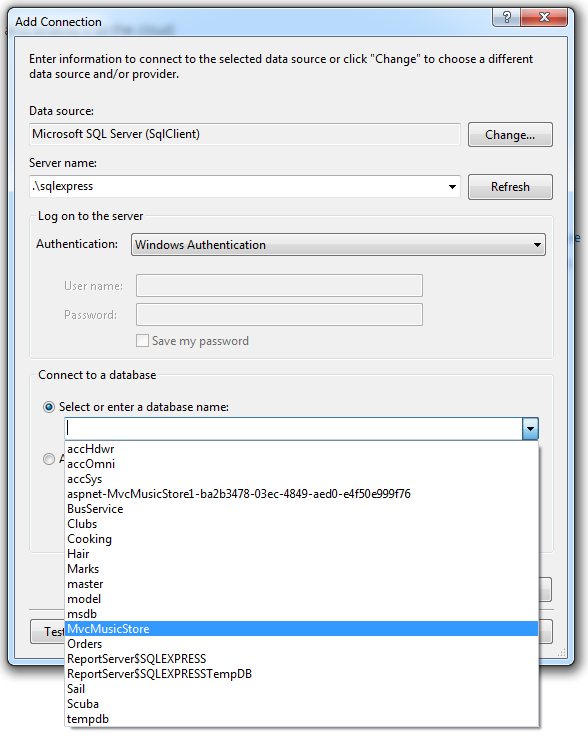 Add Connection
Enter information to connect to the selected data source or click "Change" to choose a different
data source and/or provider.
Data source:
Microsoft SQL Server (SqlClient)
Change...
Server name:
.\sqlexpress
Refresh
Log on to the server
Authentication:
Windows Authentication
User name:
Password:
Save my password
Connect to a database
Select or enter a database name:
accHdwr
accOmni
accSys
aspnet-MvcMusicStore1-ba2b3478-03ec-4849-aed0-e4f50e999f76
BusService
Clubs
Cooking
Hair
Marks
master
model
msdb
MvcMusicStore
Test
Orders
ReportServer$SQLEXPRESS
ReportServer$SQLEXPRESSTempDB
Sail
Scuba
tempdb